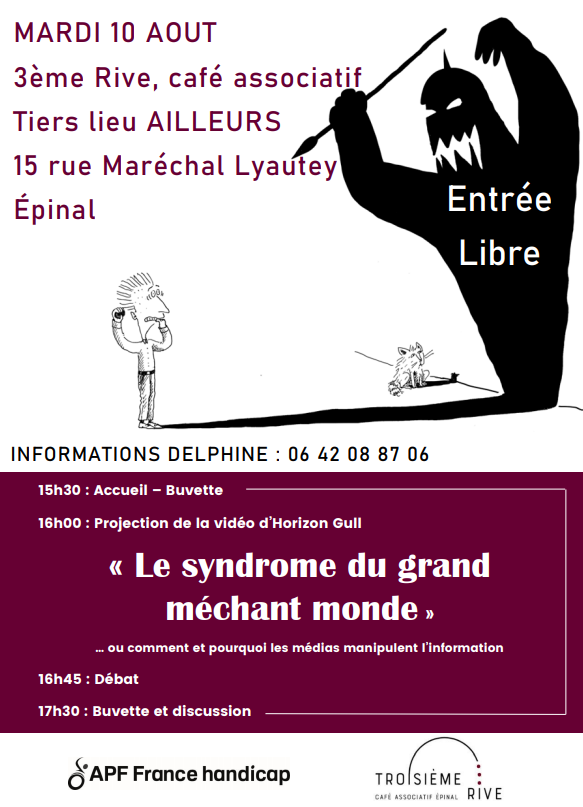 MARDI 10 AOUT
3ème Rive, café associatif
Tiers lieu AILLEURS
15 rue Maréchal Lyautey
Épinal
Entrée
Libre
INFORMATIONS DELPHINE : 06 42 08 87 06
15h30 : Accueil – Buvette
16h00 : Projection de la vidéo d'Horizon Gull
« Le syndrome du grand
méchant monde »
... ou comment et pourquoi les médias manipulent l'information
16h45 : Débat
17h30 : Buvette et discussion
APF France handicap
TROISIÈME
RIVE
CAFÉ ASSOCIATIF ÉPINAL